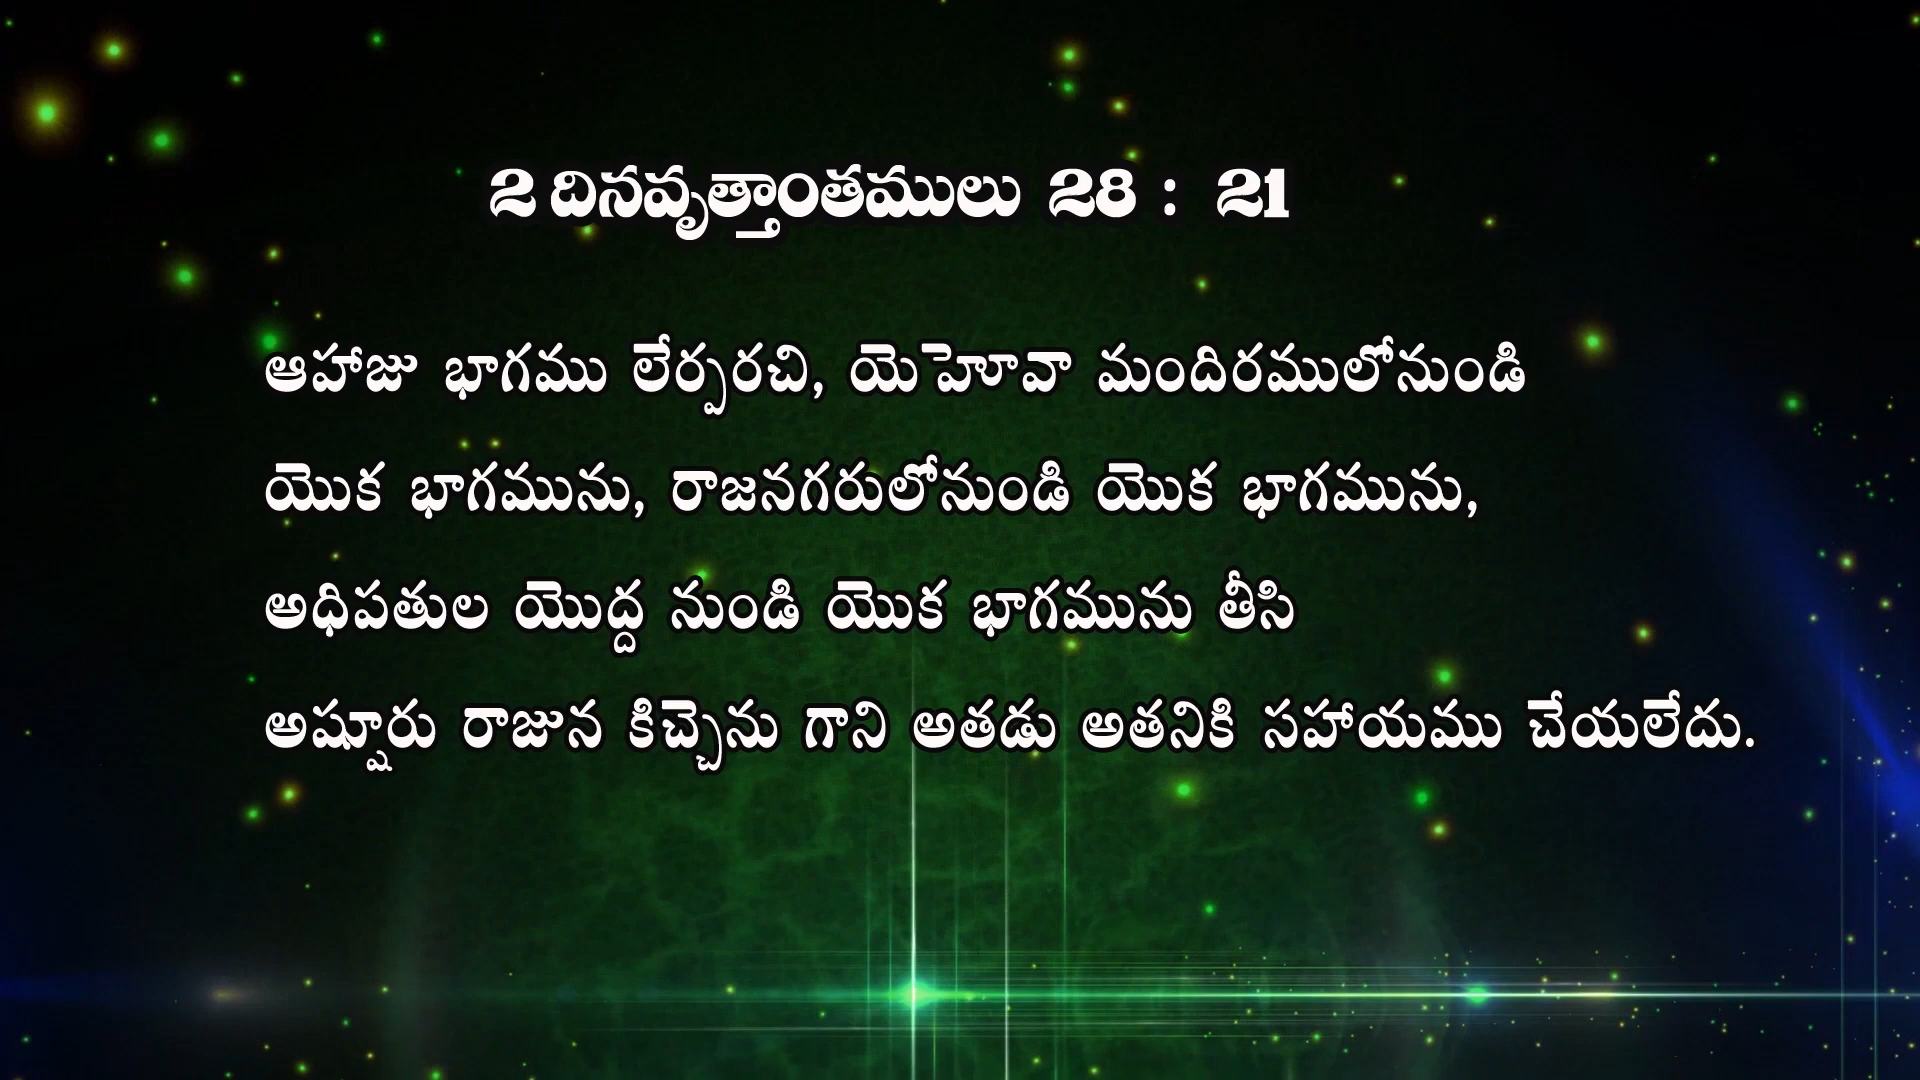 2 దినవృత్తాంతములు 28 : 21
ఆహాజు భాగము లేర్పరచి, యెహెూవా మందిరములోనుండి
యొక భాగమును, రాజనగరులోనుండి యొక భాగమును,
అధిపతుల యొద్ద నుండి యొక భాగమును తీసి
అష్షూరు రాజున కిచ్చెను గాని అతడు అతనికి సహాయము చేయలేదు.